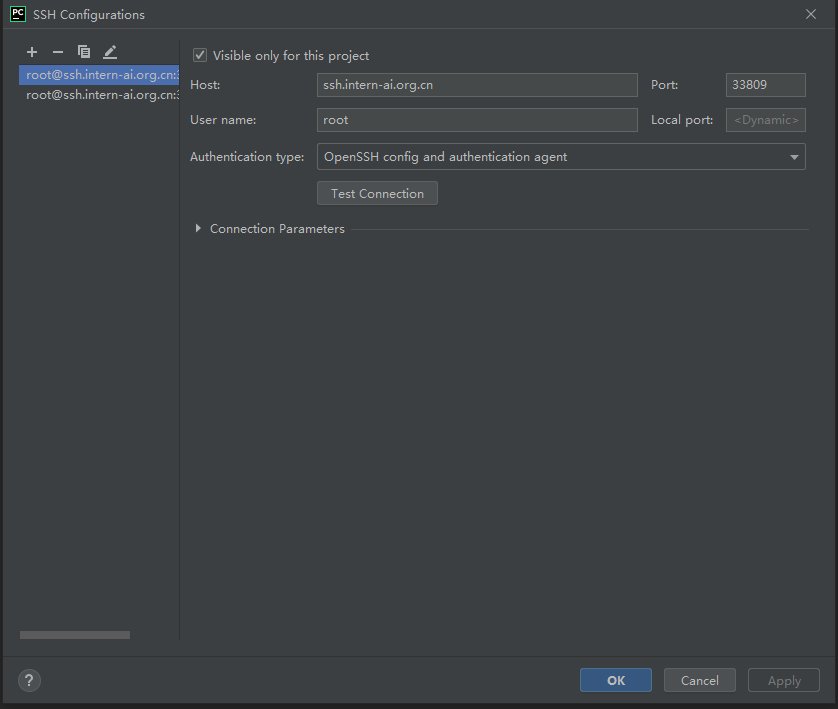 PC SSH Configurations
root@ssh.intern-ai.org.cn:3
root@ssh.intern-ai.org.cn:3
Visible only for this project
Host: ssh.intern-ai.org.cn Port: 33809
User name: root Local port: <Dynamic>
Authentication type: OpenSSH config and authentication agent
Test Connection
Connection Parameters
? OK Cancel Apply